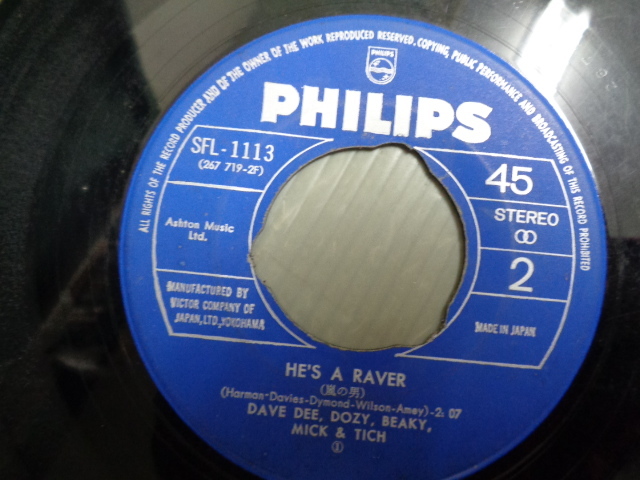 ALL RIGHTS OF THE RECORD PRODUCER AND OF THE OWNER OF THE WORK REPRODUCED RESERVED. COPYING, PUBLIC PERFORMANCE AND BROADCASTING OF THIS RECORD PROHIBITED
PHILIPS
PHILIPS
SFL-1113
(267 719-2F)
45
STEREO
Ashton Music
Ltd.
2
MANUFACTURED BY
VICTOR COMPANY OF
JAPAN, LTD., YOKOHAMA
MADE IN JAPAN
HE'S A RAVER
(嵐の男)
(Harman-Davies-Dymond-Wilson-Amey)-2:07
DAVE DEE, DOZY, BEAKY,
MICK & TICH
①